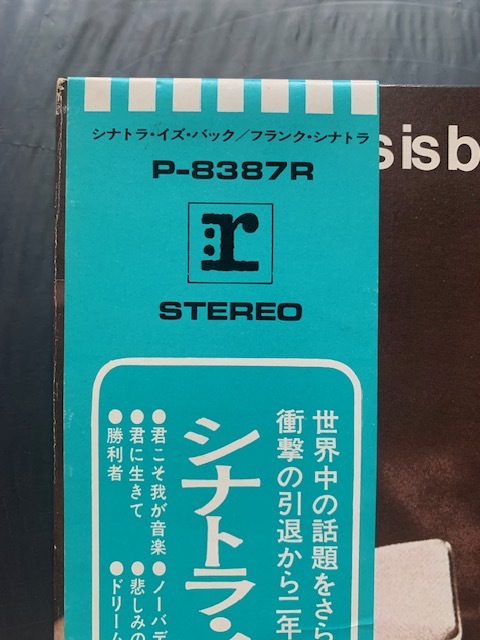 シナトラ・イズ・バック／フランク・シナトラ
s is b
P-8387R
r
STEREO
世界中の話題をさら
衝撃の引退から二年
シナトラ・
●君こそ我が音楽
●君に生きて
●勝利者
●ノーバデ
●悲しみの
●ドリーム